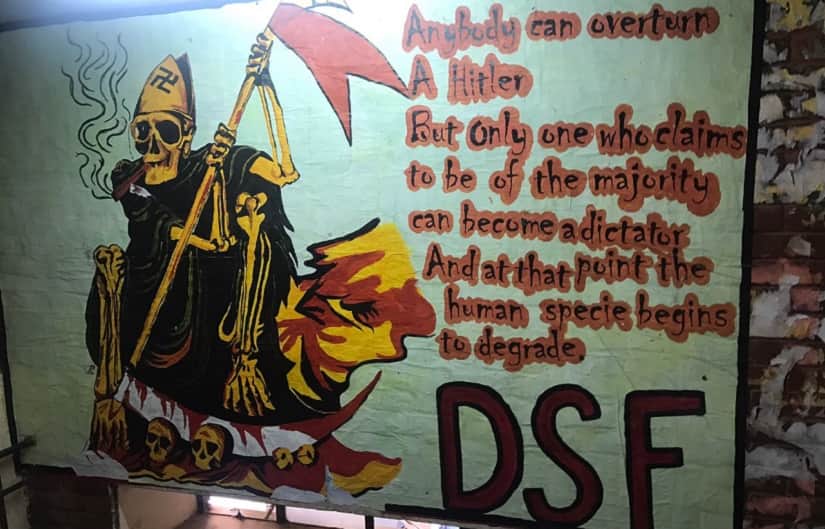 Anybody can overturn
A Hitler
But only one who claims
to be of the majority
can become a dictator
And at that point the
human specie begins
to degrade.
DSF